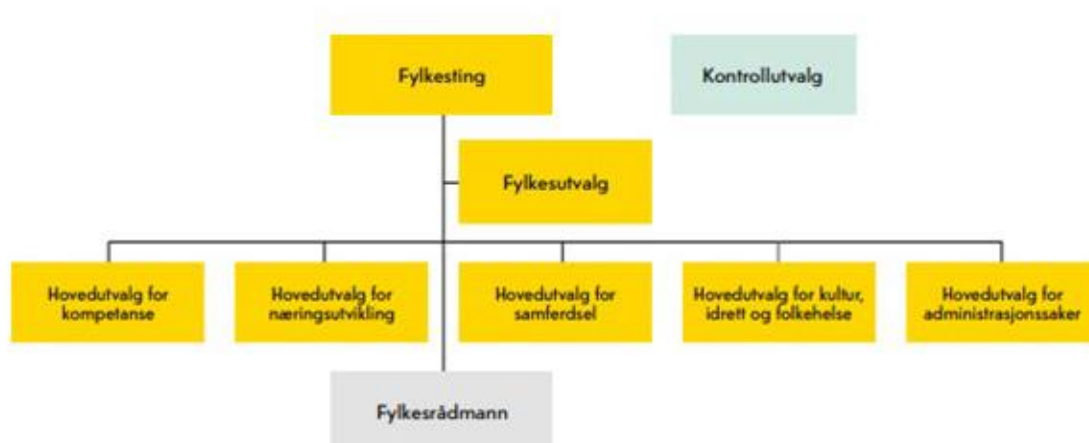 Fylkesting
Kontrollutvalg
Fylkesutvalg
Hovedutvalg for
kompetanse
Hovedutvalg for
næringsutvikling
Hovedutvalg for
samferdsel
Hovedutvalg for kultur,
idrett og folkehelse
Hovedutvalg for
administrasjonssaker
Fylkesrådmann